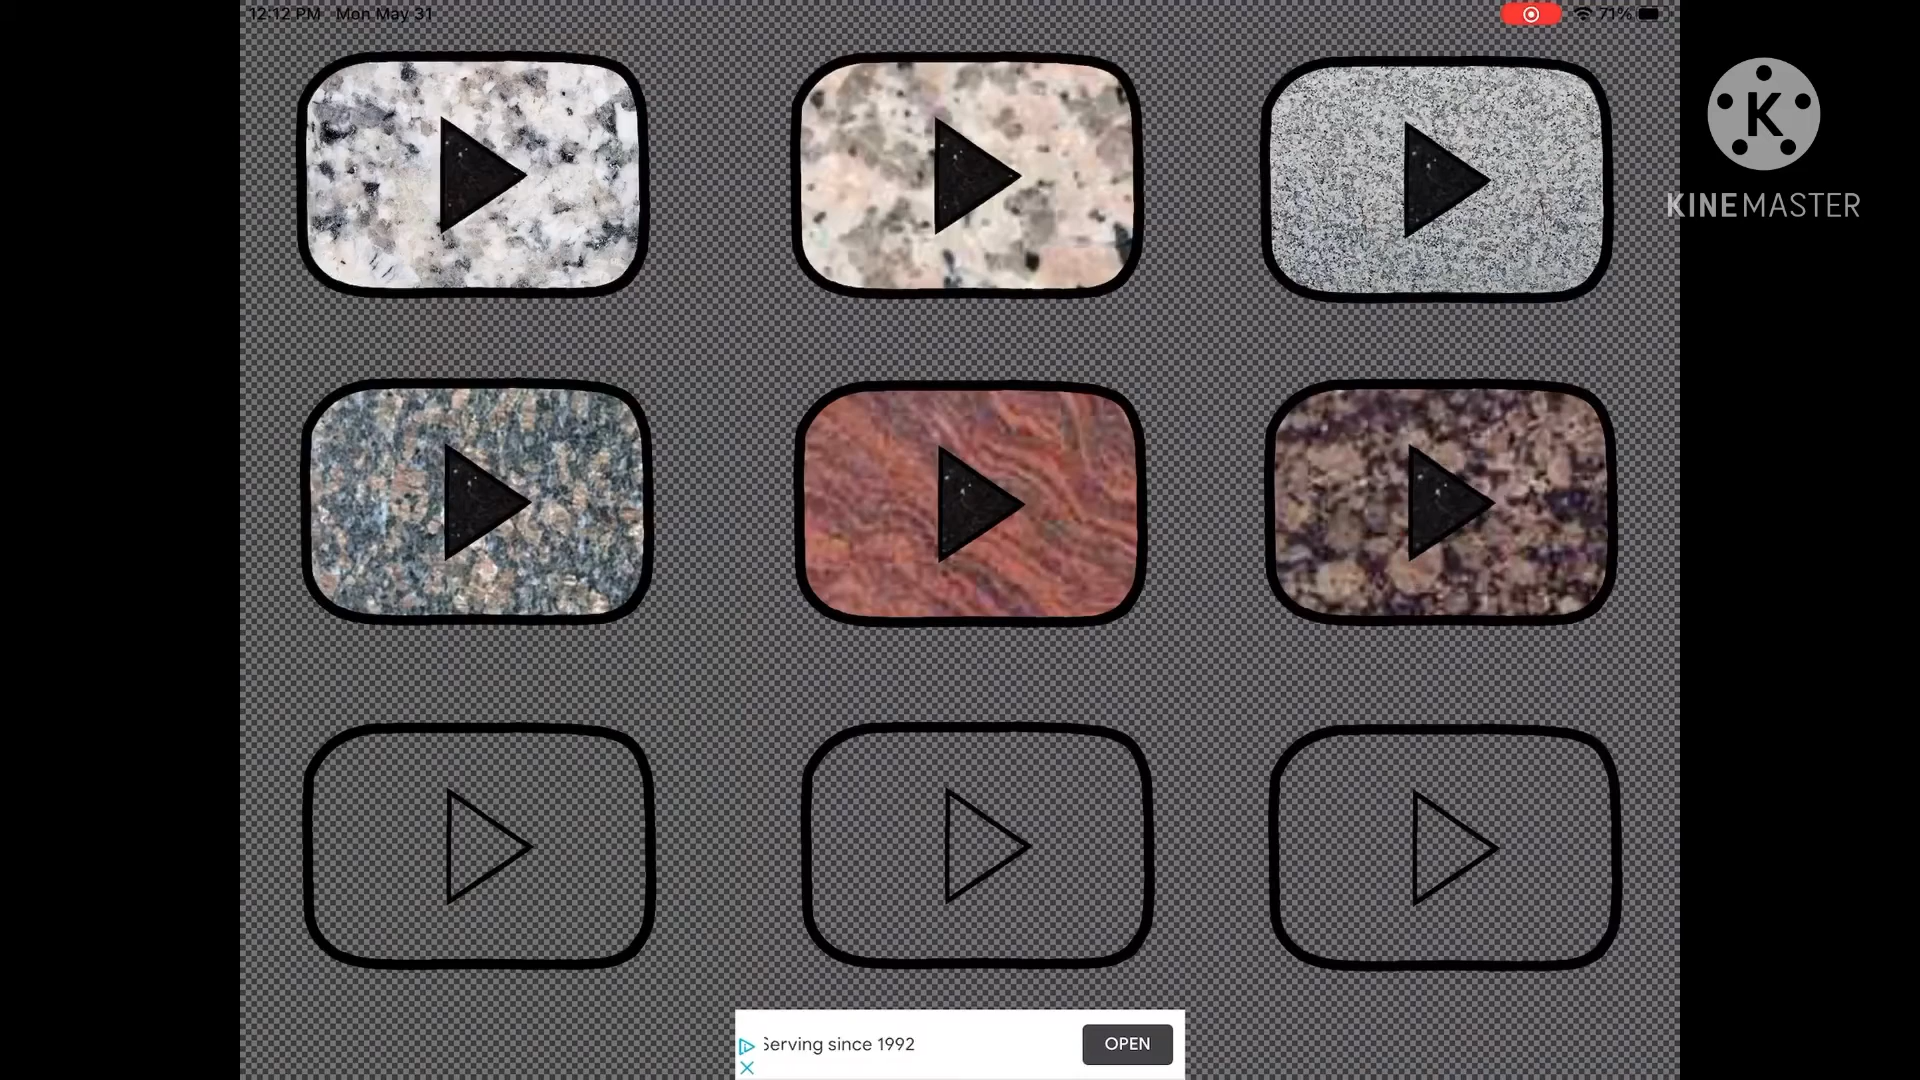 12:12 PM Mon May 31
71%
K
KINEMASTER
Serving since 1992
OPEN